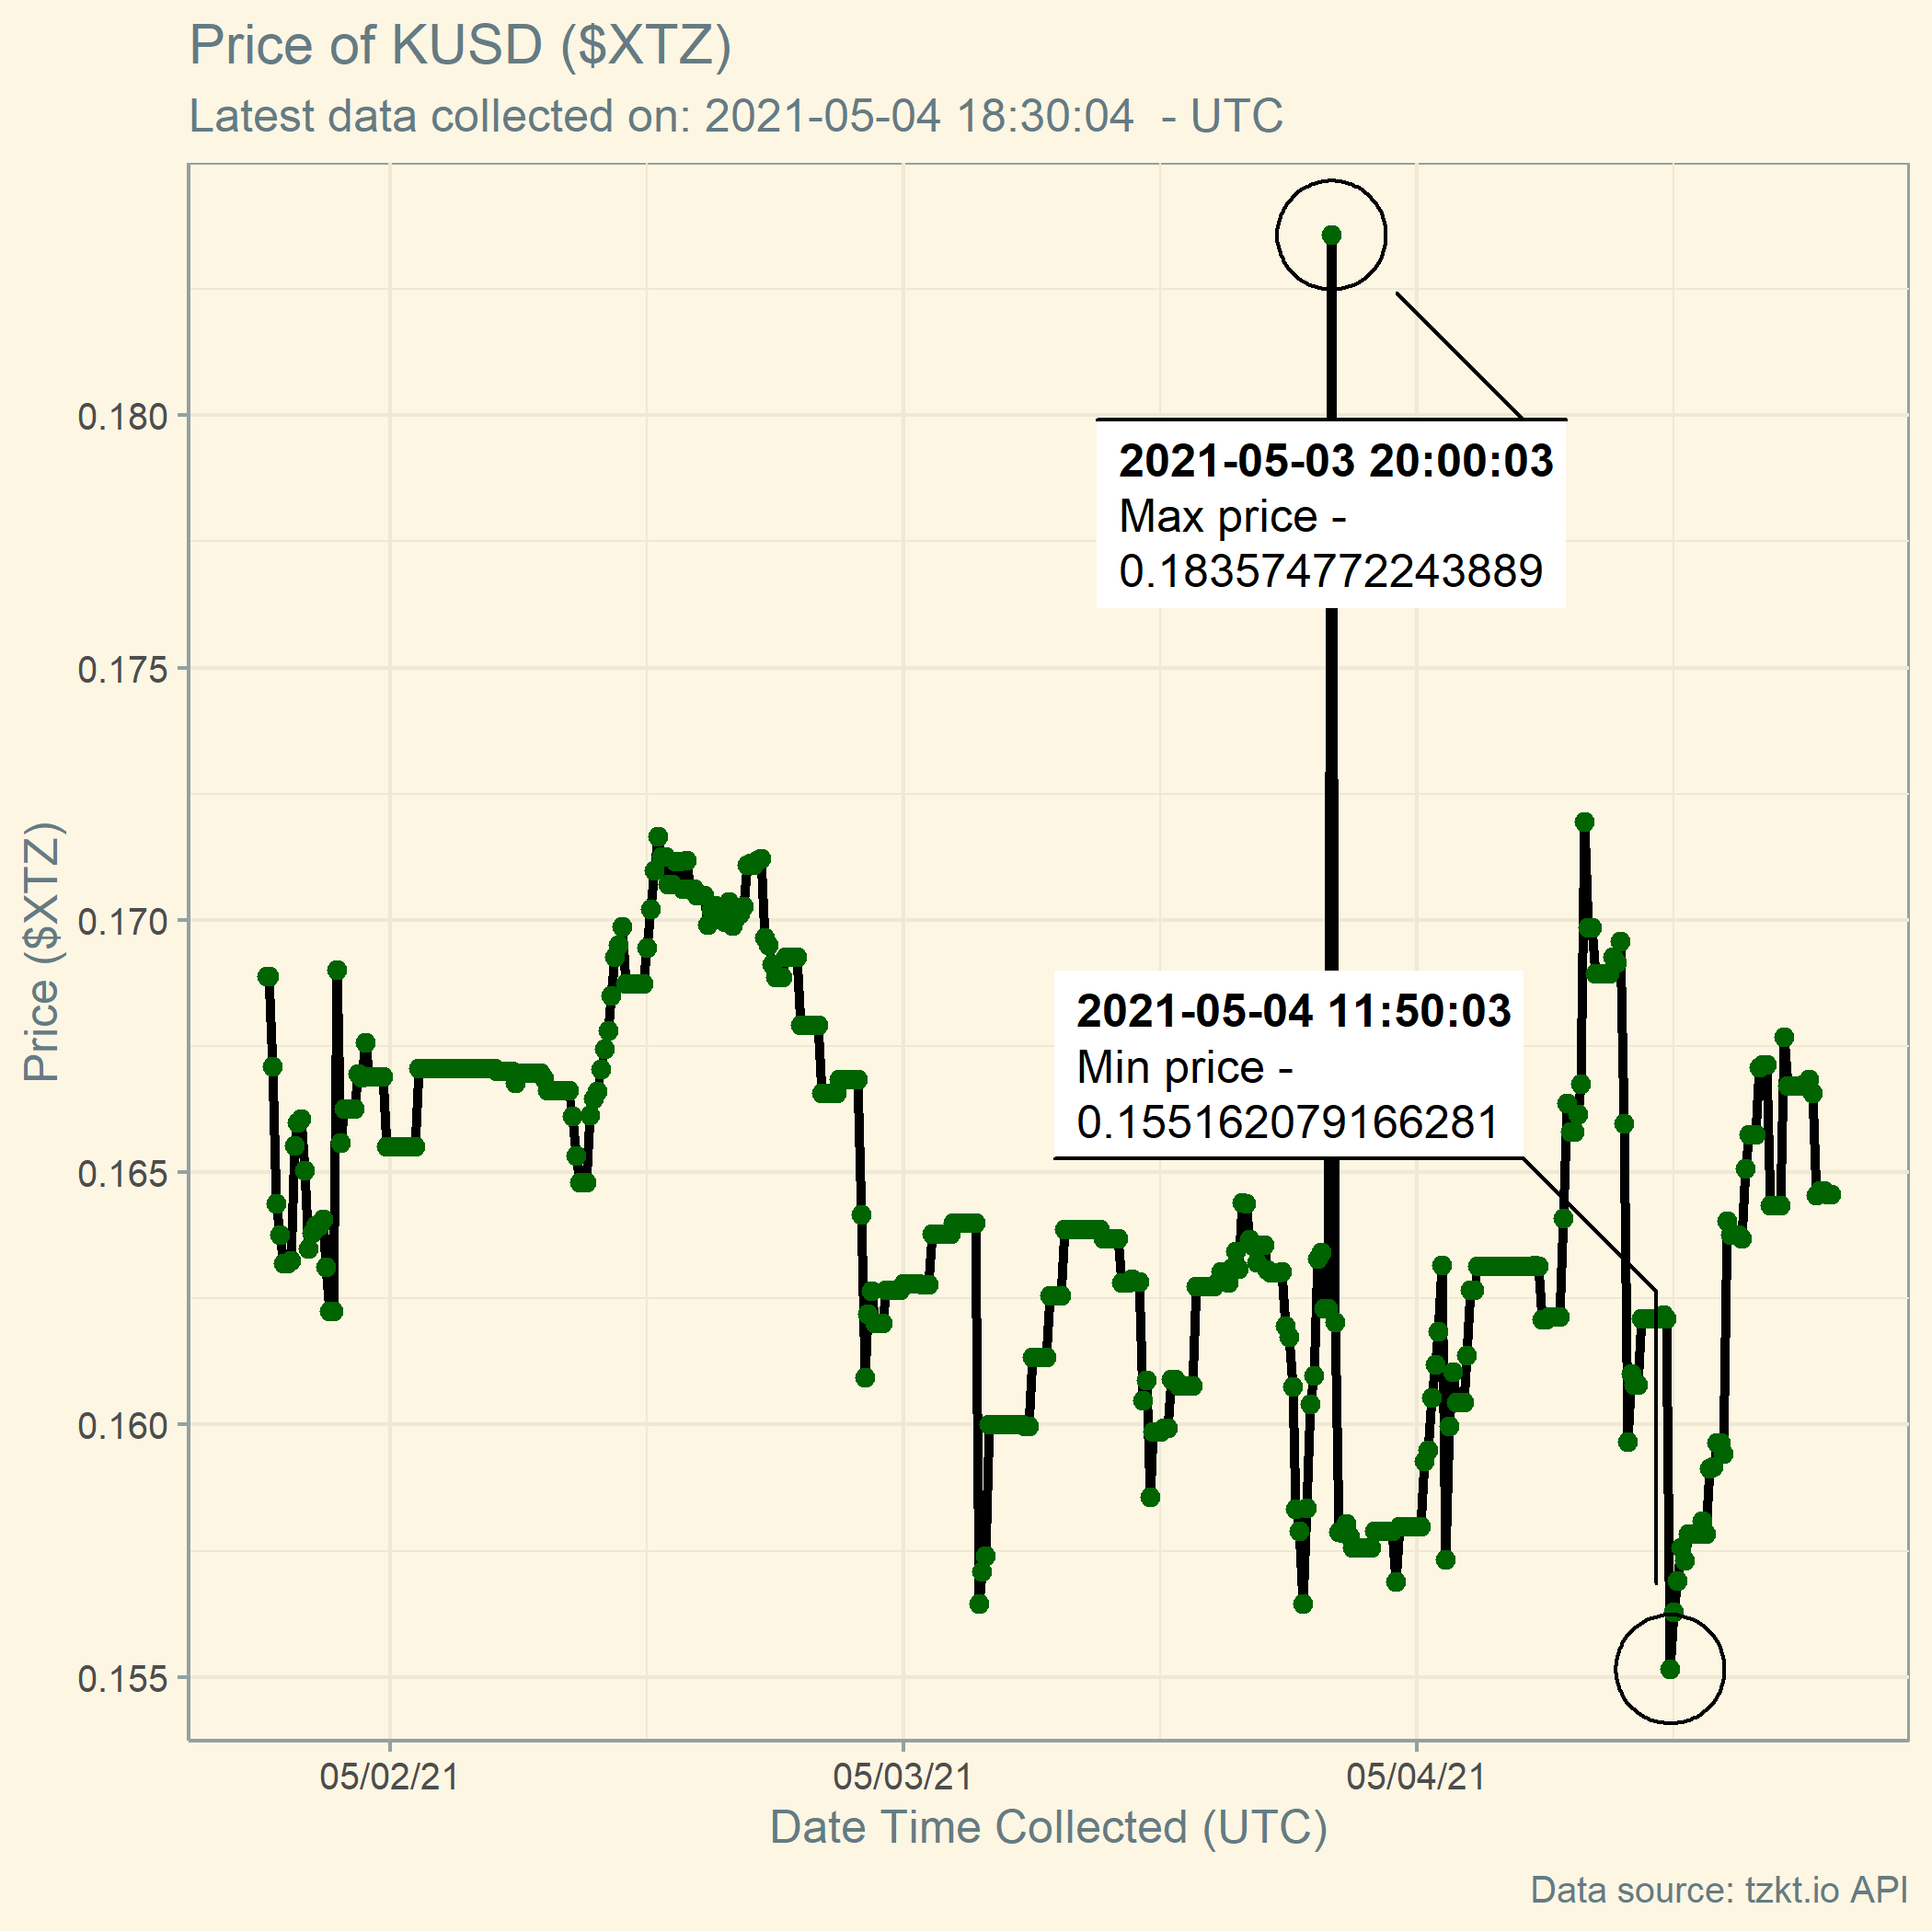 Price of KUSD ($XTZ)
Latest data collected on: 2021-05-04 18:30:04  - UTC
Price ($XTZ)
0.180
0.175
0.170
0.165
0.160
0.155
2021-05-03 20:00:03
Max price -
0.183574772243889
2021-05-04 11:50:03
Min price -
0.155162079166281
05/02/21
05/03/21
05/04/21
Date Time Collected (UTC)
Data source: tzkt.io API